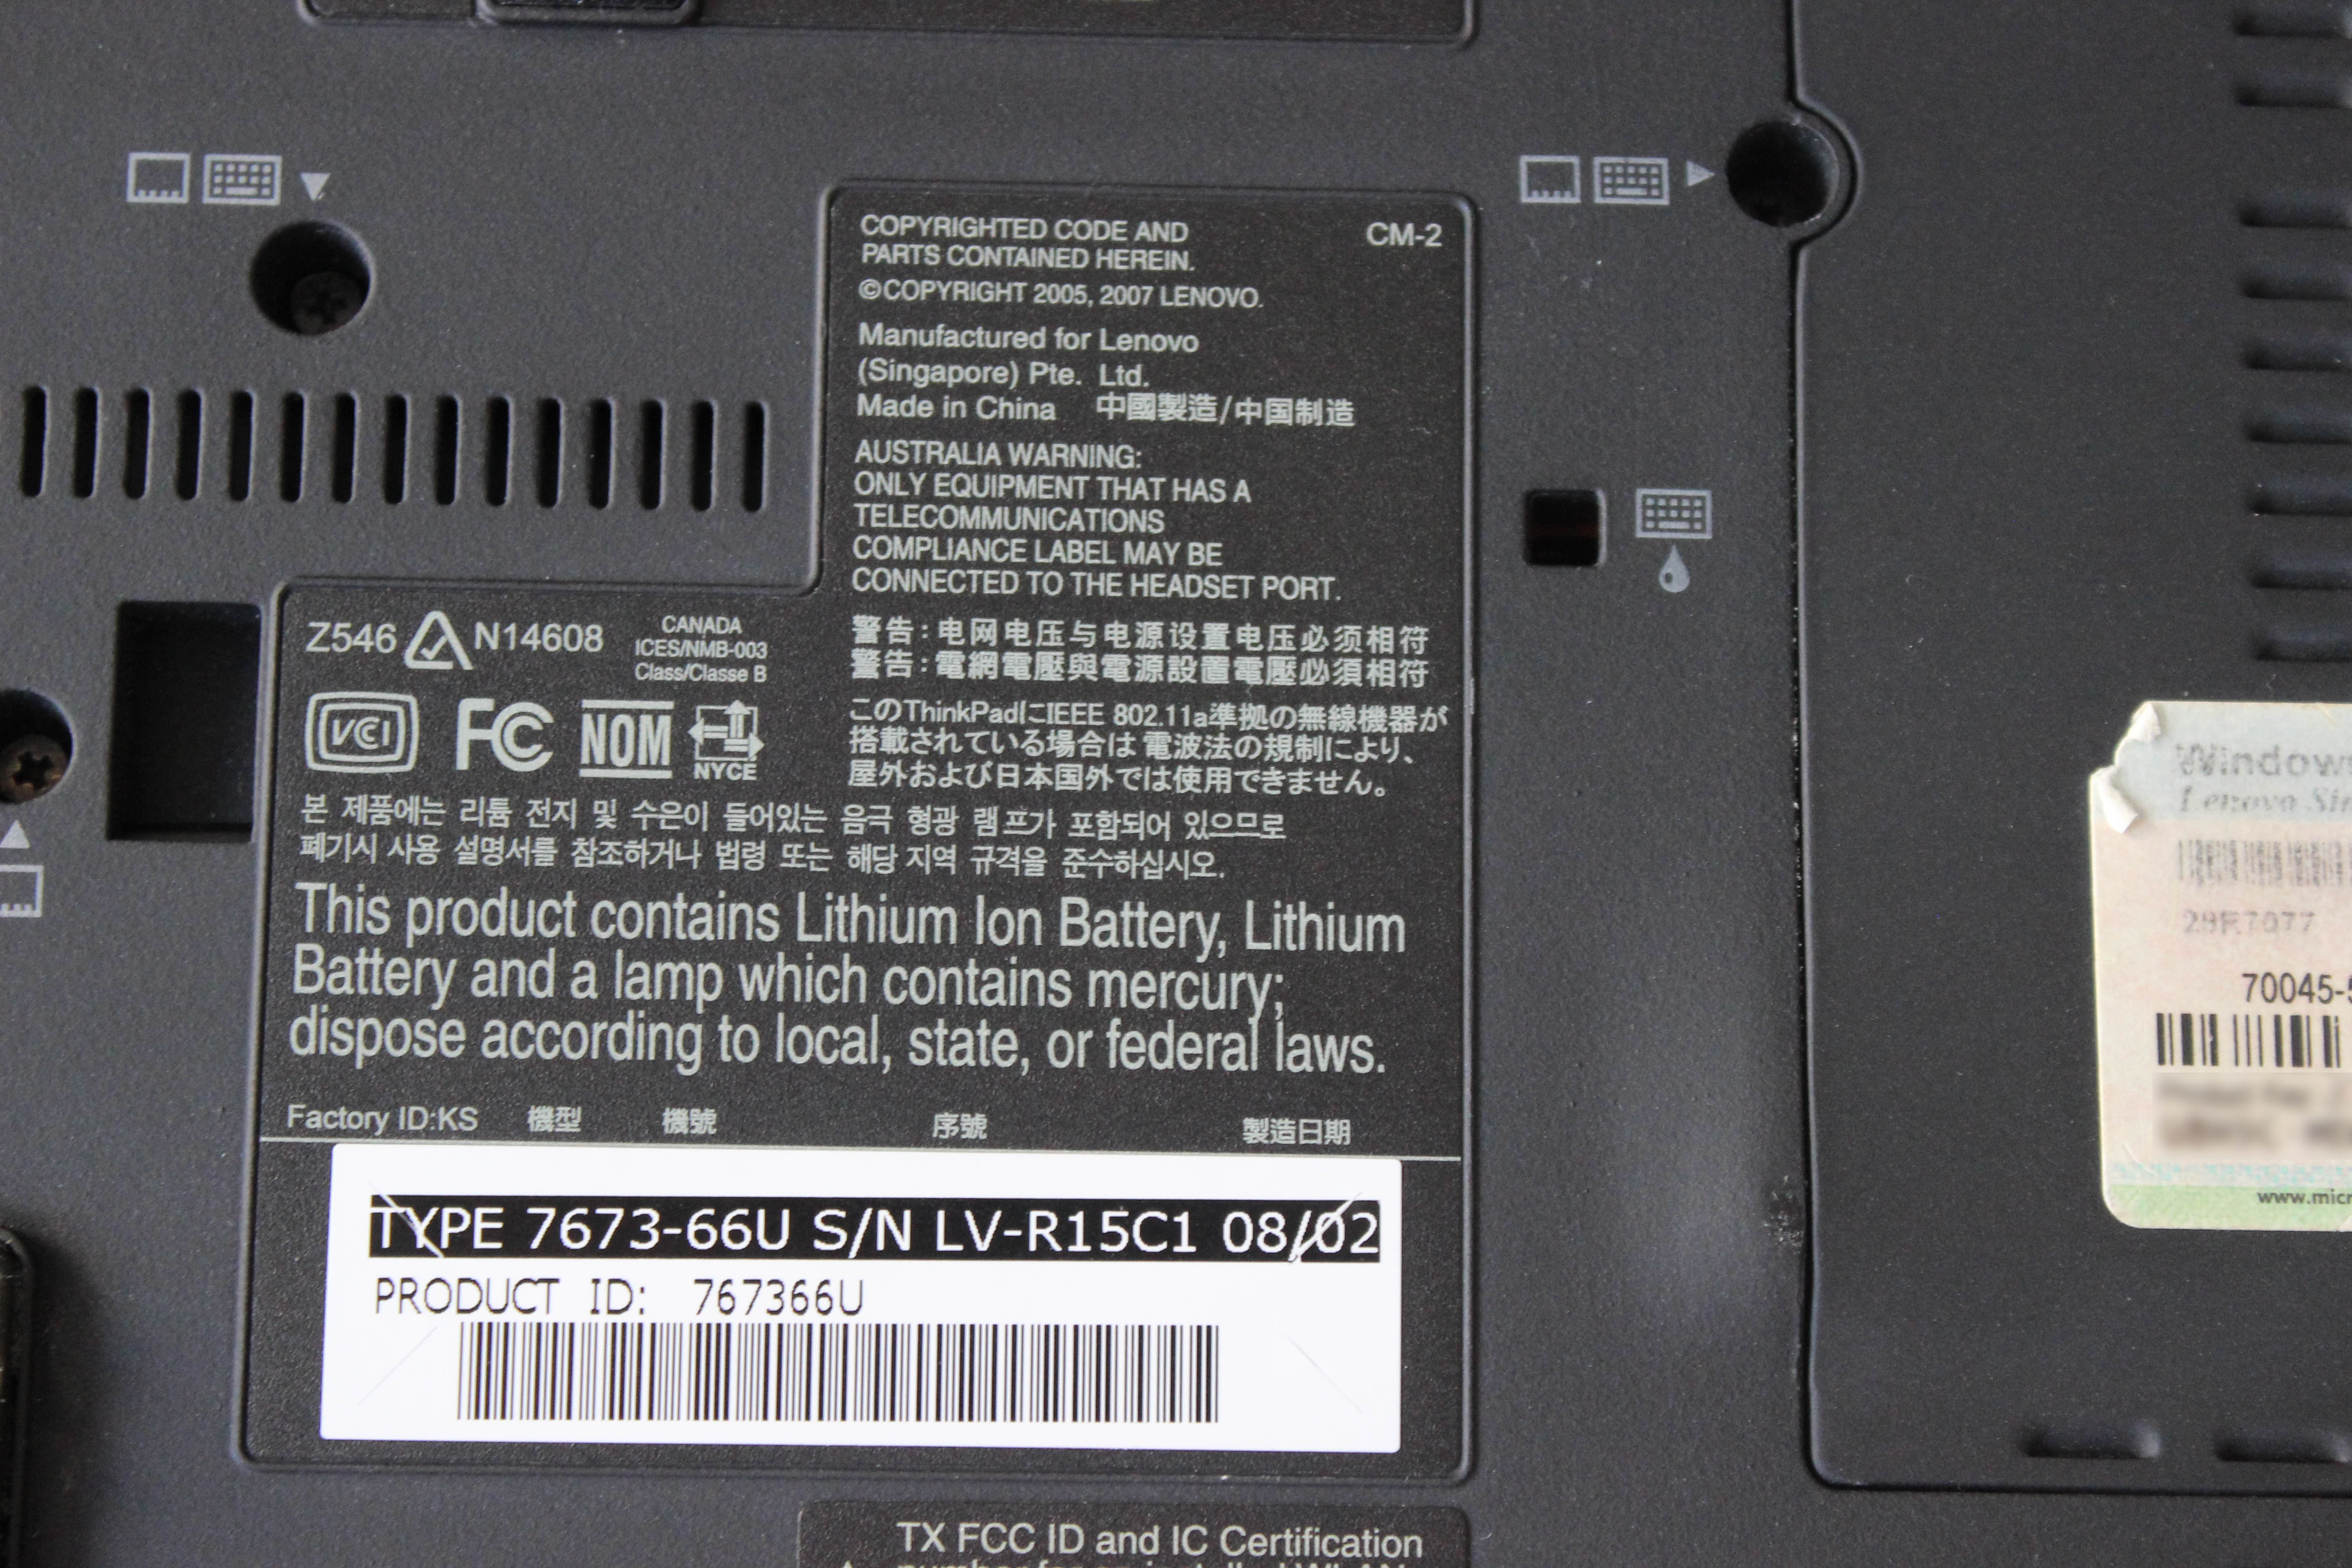 COPYRIGHTED CODE AND
PARTS CONTAINED HEREIN.
CM-2
©COPYRIGHT 2005, 2007 LENOVO.
Manufactured for Lenovo
(Singapore) Pte. Ltd.
Made in China 中國製造/中国制造
AUSTRALIA WARNING:
ONLY EQUIPMENT THAT HAS A
TELECOMMUNICATIONS
COMPLIANCE LABEL MAY BE
CONNECTED TO THE HEADSET PORT.
警告:电网电压与电源设置电压必须相符
警告:電網電壓與電源設置電壓必須相符
このThinkPadにIEEE 802.11a準拠の無線機器が
搭載されている場合は 電波法の規制により、
屋外および日本国外では使用できません。
Z546 N14608
CANADA
ICES/NMB-003
Class/Classe B
VCI FC NOM NYCE
본 제품에는 리튬 전지 및 수은이 들어있는 음극 형광 램프가 포함되어 있으므로
폐기시 사용 설명서를 참조하거나 법령 또는 해당 지역 규격을 준수하십시오.
This product contains Lithium Ion Battery, Lithium
Battery and a lamp which contains mercury;
dispose according to local, state, or federal laws.
Factory ID:KS 機型 機號 序號 製造日期
TYPE 7673-66U S/N LV-R15C1 08/02
PRODUCT ID: 767366U
TX FCC ID and IC Certification
Windows
Lenovo Sin
70045-5
www.micr